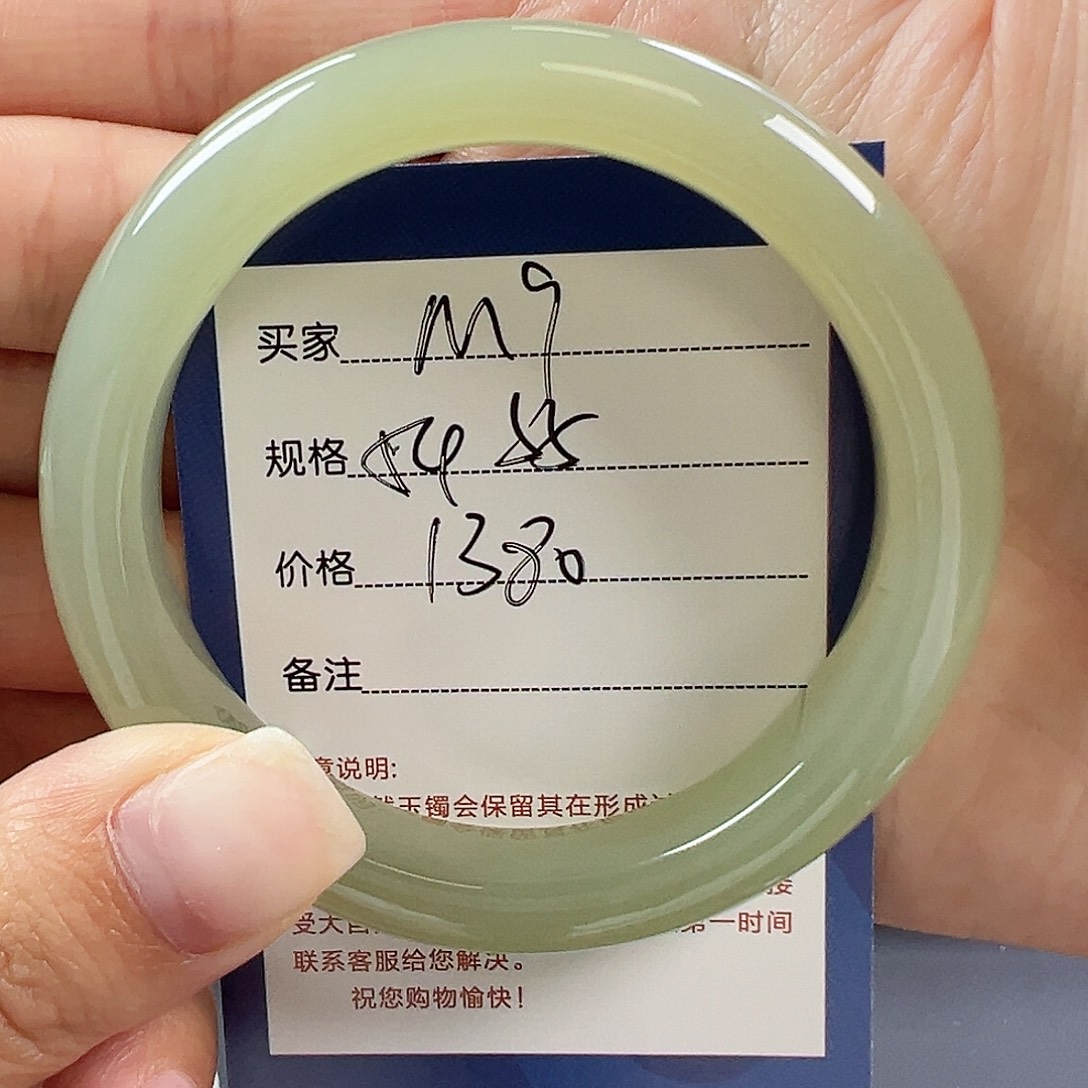 买家 M9
规格 54
价格 1380
备注
意说明:
然玉镯会保留其在形成
接
受大自 第一时间
联系客服给您解决。
祝您购物愉快!